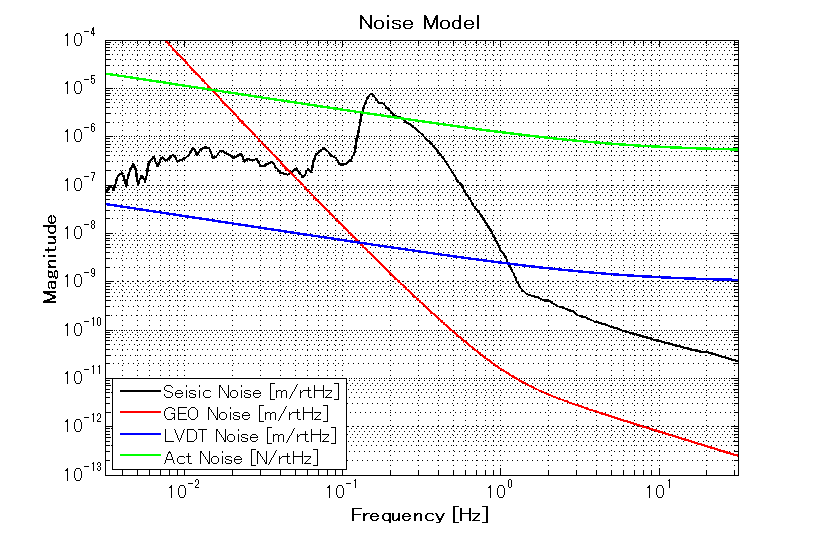 Noise Model
10^-4
10^-5
10^-6
10^-7
10^-8
10^-9
10^-10
10^-11
10^-12
10^-13
Magnitude
Seisic Noise [m/rtHz]
GEO Noise [m/rtHz]
LVDT Noise [m/rtHz]
Act Noise [N/rtHz]
10^-2 10^-1 10^0 10^1
Frequency [Hz]